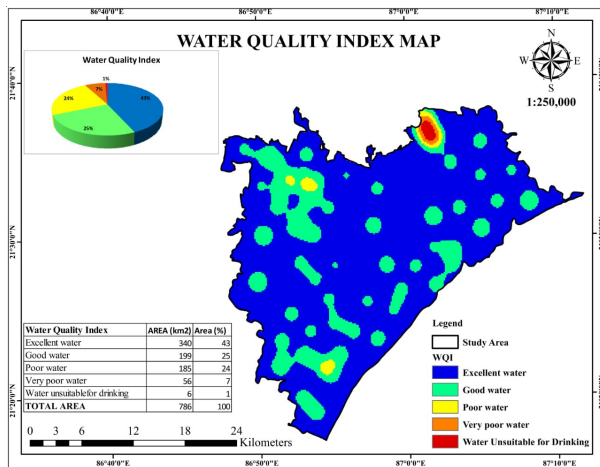 86°40'0"E 86°50'0"E 87°0'0"E 87°10'0"E
WATER QUALITY INDEX MAP
Water Quality Index
1%
7%
24%
43%
25%
N
W E
S
1:250,000
21°40'0"N
21°30'0"N
21°20'0"N
Water Quality Index AREA (km2) Area (%)
Excellent water 340 43
Good water 199 25
Poor water 185 24
Very poor water 56 7
Water unsuitablefor drinking 6 1
TOTAL AREA 786 100
0 3 6 12 18 24
Kilometers
Legend
Study Area
WQI
Excellent water
Good water
Poor water
Very poor water
Water Unsuitable for Drinking
86°40'0"E 86°50'0"E 87°0'0"E 87°10'0"E